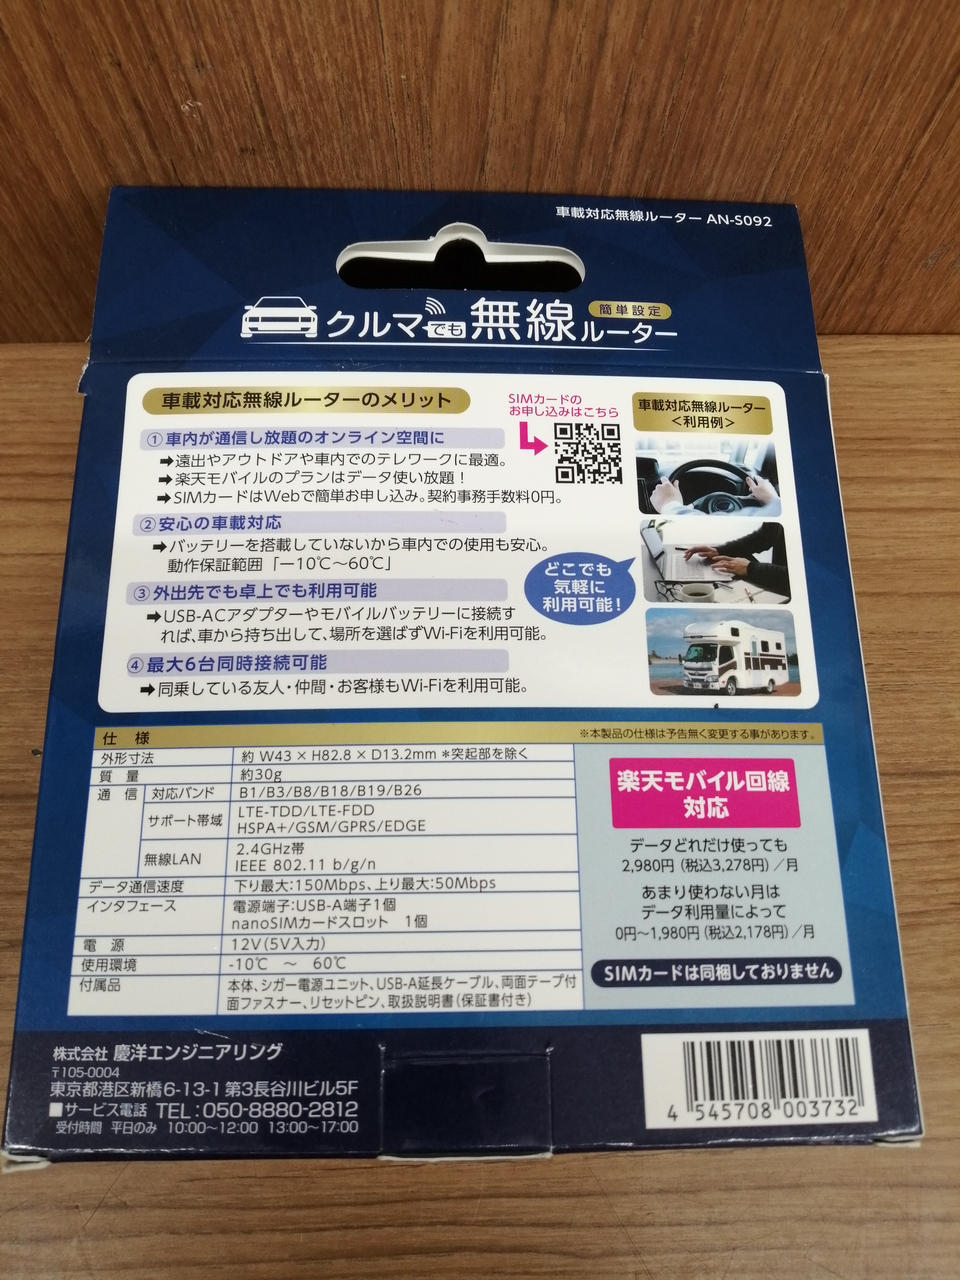 車載対応無線ルーター AN-S092
クルマでも無線ルーター 簡単設定
車載対応無線ルーターのメリット
SIMカードの
お申し込みはこちら
①車内が通信し放題のオンライン空間に
➡遠出やアウトドアや車内でのテレワークに最適。
➡楽天モバイルのプランはデータ使い放題！
➡SIMカードはWebで簡単お申し込み。契約事務手数料0円。
②安心の車載対応
➡バッテリーを搭載していないから車内での使用も安心。
動作保証範囲「ー10℃〜60℃」
③外出先でも卓上でも利用可能
➡USB-ACアダプターやモバイルバッテリーに接続す
れば、車から持ち出して、場所を選ばずWi-Fiを利用可能。
④最大6台同時接続可能
➡同乗している友人・仲間・お客様もWi-Fiを利用可能。
車載対応無線ルーター
＜利用例＞
どこでも
気軽に
利用可能！
仕 様
※本製品の仕様は予告無く変更する事があります。
外形寸法 約 W43 × H82.8 × D13.2mm ＊突起部を除く
質 量 約30g
通 信 対応バンド B1/B3/B8/B18/B19/B26
サポート帯域 LTE-TDD/LTE-FDD
HSPA+/GSM/GPRS/EDGE
無線LAN 2.4GHz帯
IEEE 802.11 b/g/n
データ通信速度 下り最大：150Mbps、上り最大：50Mbps
インタフェース 電源端子：USB-A端子1個
nanoSIMカードスロット 1個
電 源 12V（5V入力）
使用環境 -10℃ 〜 60℃
付属品 本体、シガー電源ユニット、USB-A延長ケーブル、両面テープ付
面ファスナー、リセットピン、取扱説明書（保証書付き）
楽天モバイル回線
対応
データどれだけ使っても
2,980円（税込3,278円）／月
あまり使わない月は
データ利用量によって
0円〜1,980円（税込2,178円）／月
SIMカードは同梱しておりません
株式会社 慶洋エンジニアリング
〒105-0004
東京都港区新橋6-13-1 第3長谷川ビル5F
■サービス電話 TEL：050-8880-2812
受付時間 平日のみ 10:00〜12:00 13:00〜17:00
4 545708 003732